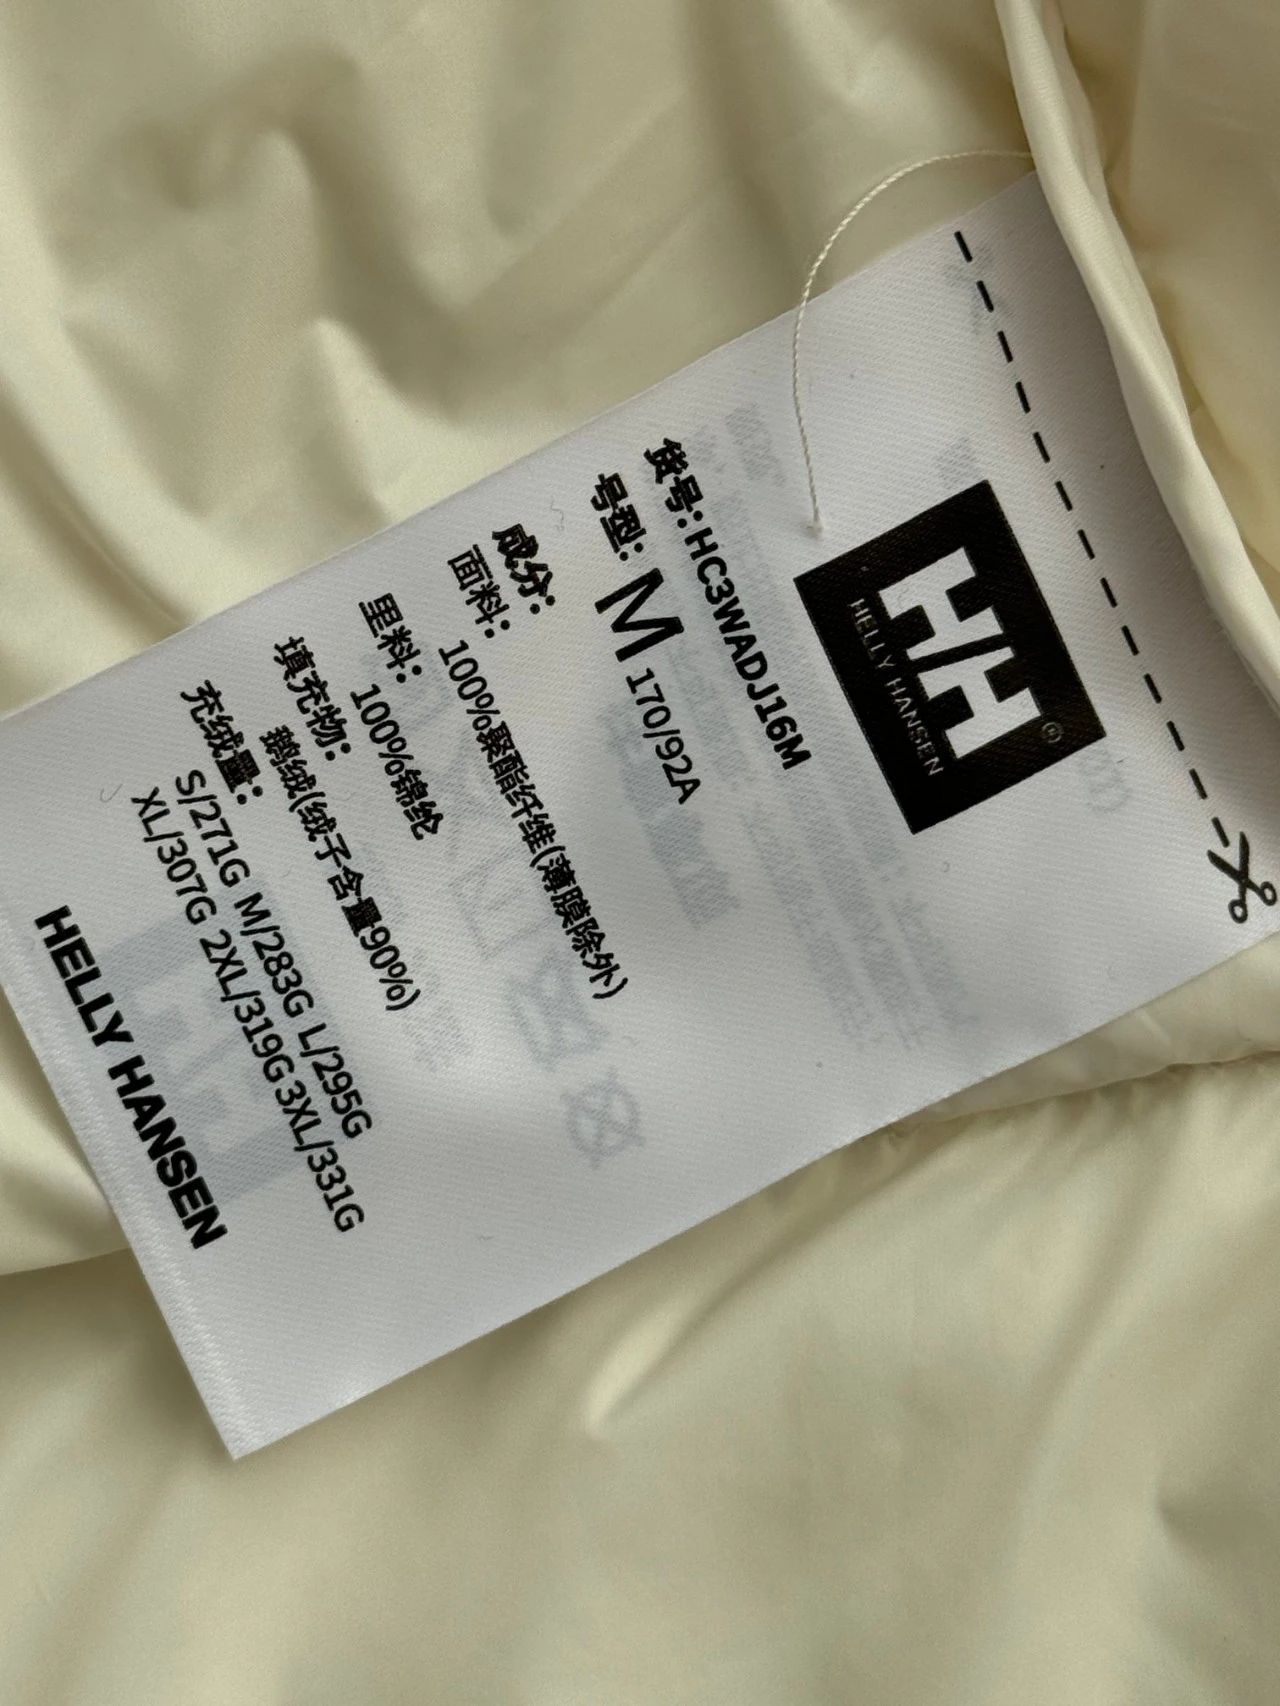 HH®
HELLY HANSEN
货号:HC3WADJ16M
号型: M 170/92A
成分:
面料:
100%聚酯纤维(薄膜除外)
里料:
100%锦纶
填充物:
鹅绒(绒子含量90%)
充绒量:
S/271G M/283G L/295G
XL/307G 2XL/319G 3XL/331G
HELLY HANSEN